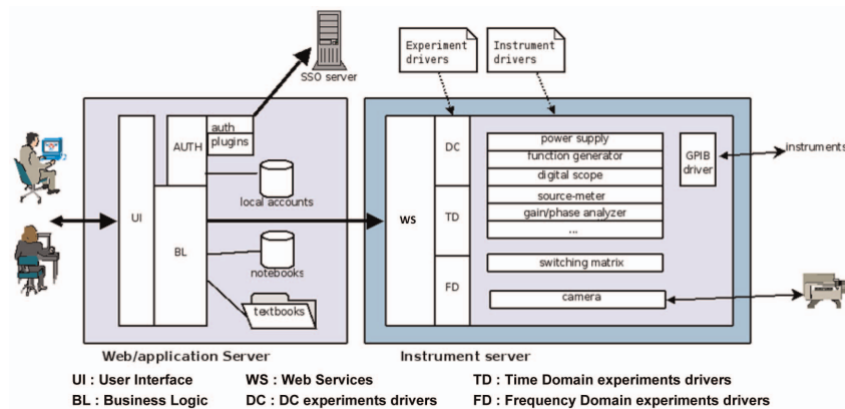 Experiment
drivers
Instrument
drivers
SSO server
UI
AUTH
auth
plugins
local accounts
BL
notebooks
textbooks
Web/application Server
WS
DC
TD
FD
power supply
function generator
digital scope
source-meter
gain/phase analyzer
...
switching matrix
camera
GPIB
driver
instruments
Instrument server
UI : User Interface
WS : Web Services
TD : Time Domain experiments drivers
BL : Business Logic
DC : DC experiments drivers
FD : Frequency Domain experiments drivers